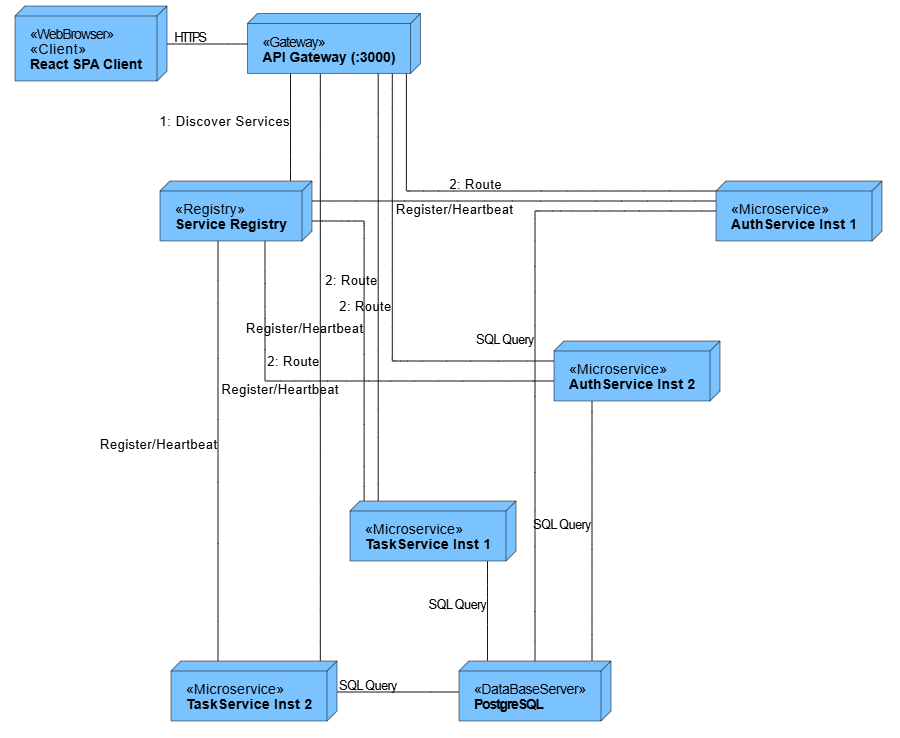 «WebBrowser»
«Client»
React SPA Client
HTTPS
«Gateway»
API Gateway (:3000)
1: Discover Services
2: Route
«Registry»
Service Registry
Register/Heartbeat
«Microservice»
AuthService Inst 1
2: Route
2: Route
Register/Heartbeat
SQL Query
2: Route
«Microservice»
AuthService Inst 2
Register/Heartbeat
Register/Heartbeat
«Microservice»
TaskService Inst 1
SQL Query
SQL Query
«Microservice»
TaskService Inst 2
SQL Query
«DataBaseServer»
PostgreSQL